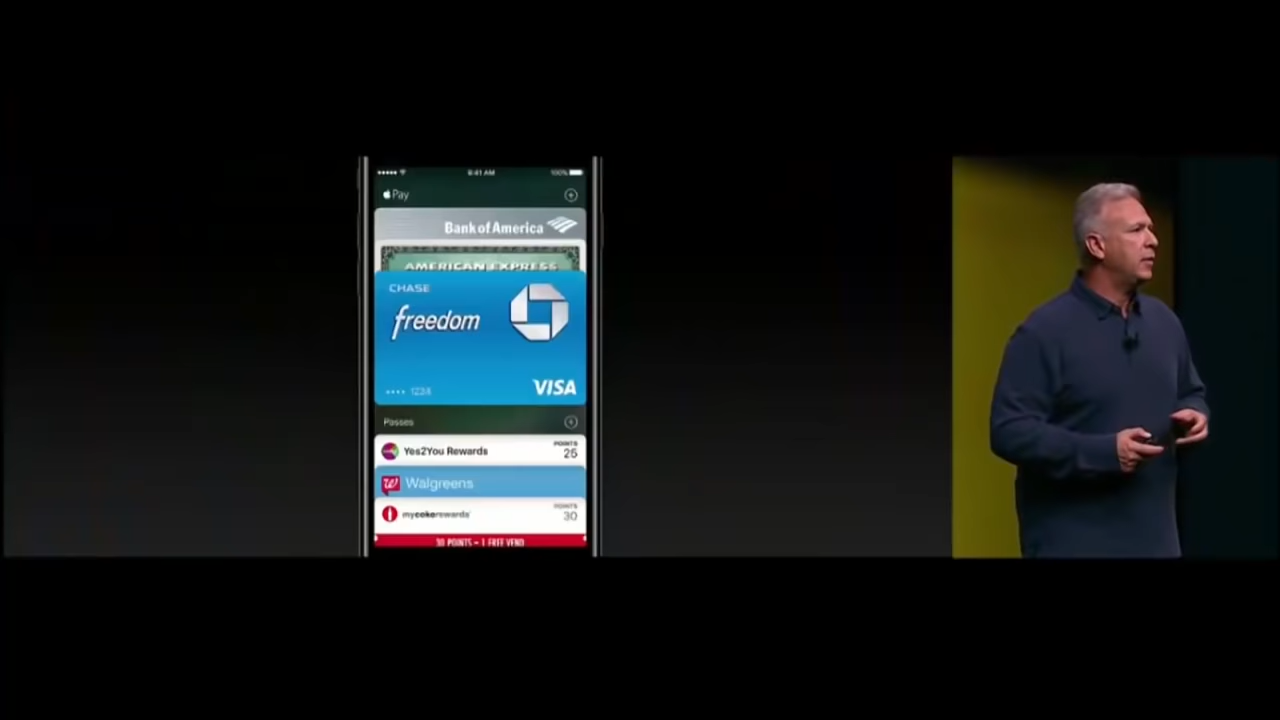 9:41 AM
100%
Pay
Bank of America
AMERICAN EXPRESS
CHASE
freedom
•••• 1234
VISA
Passes
Yes2You Rewards
POINTS
25
Walgreens
mycokerewards
POINTS
30
30 POINTS = 1 FREE VEND